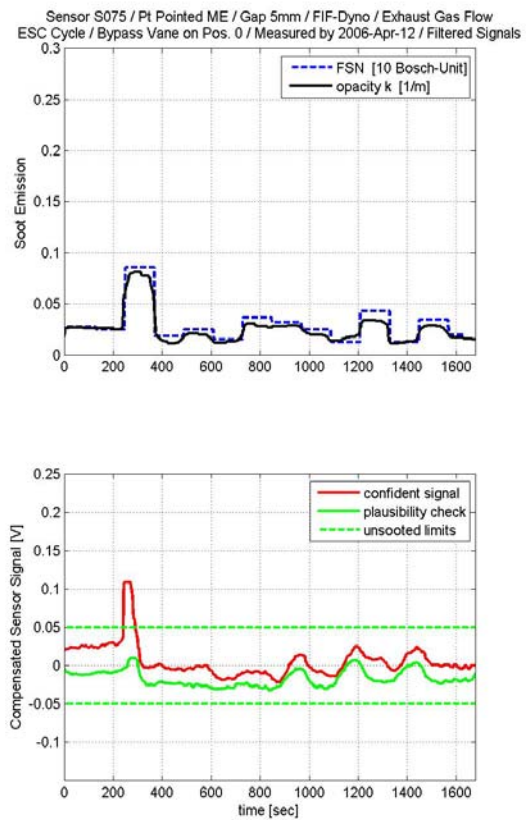 Sensor S075 / Pt Pointed ME / Gap 5mm / FIF-Dyno / Exhaust Gas Flow
ESC Cycle / Bypass Vane on Pos. 0 / Measured by 2006-Apr-12 / Filtered Signals
0.3
0.25
0.2
0.15
0.1
0.05
0
Soot Emission
FSN [10 Bosch-Unit]
opacity k [1/m]
0 200 400 600 800 1000 1200 1400 1600
0.25
0.2
0.15
0.1
0.05
0
-0.05
-0.1
Compensated Sensor Signal [V]
confident signal
plausibility check
unsooted limits
0 200 400 600 800 1000 1200 1400 1600
time [sec]